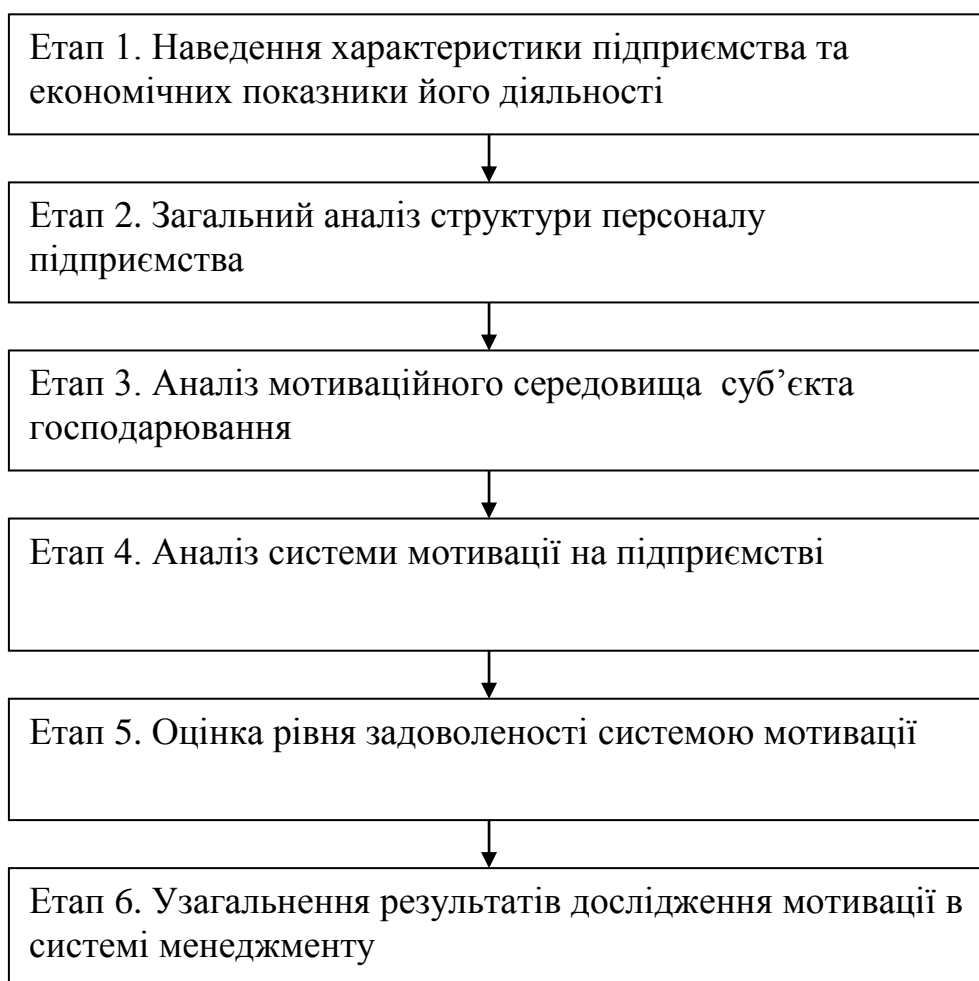 Етап 1. Наведення характеристики підприємства та
економічних показники його діяльності
Етап 2. Загальний аналіз структури персоналу
підприємства
Етап 3. Аналіз мотиваційного середовища  суб’єкта
господарювання
Етап 4. Аналіз системи мотивації на підприємстві
Етап 5. Оцінка рівня задоволеності системою мотивації
Етап 6. Узагальнення результатів дослідження мотивації в
системі менеджменту